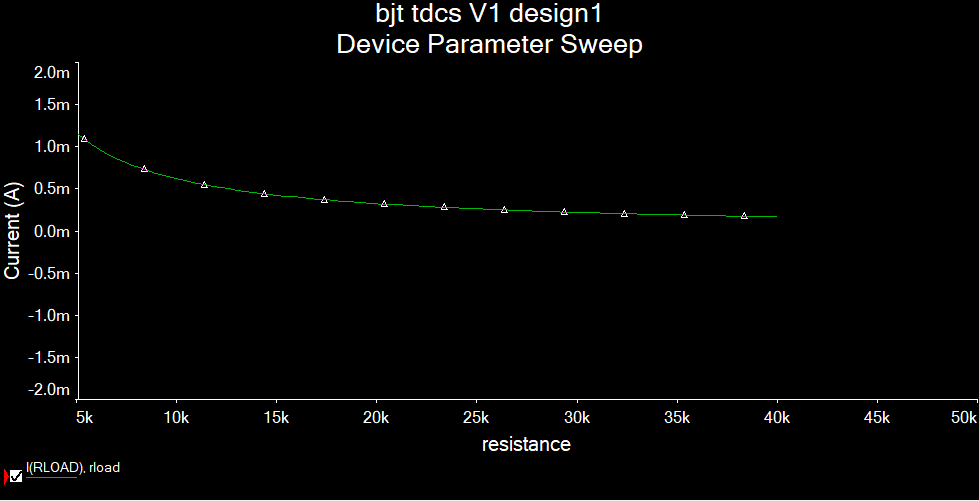 bjt tdcs V1 design1
Device Parameter Sweep
2.0m
1.5m
1.0m
0.5m
0.0m
-0.5m
-1.0m
-1.5m
-2.0m
Current (A)
5k 10k 15k 20k 25k 30k 35k 40k 45k 50k
resistance
I(RLOAD), rload